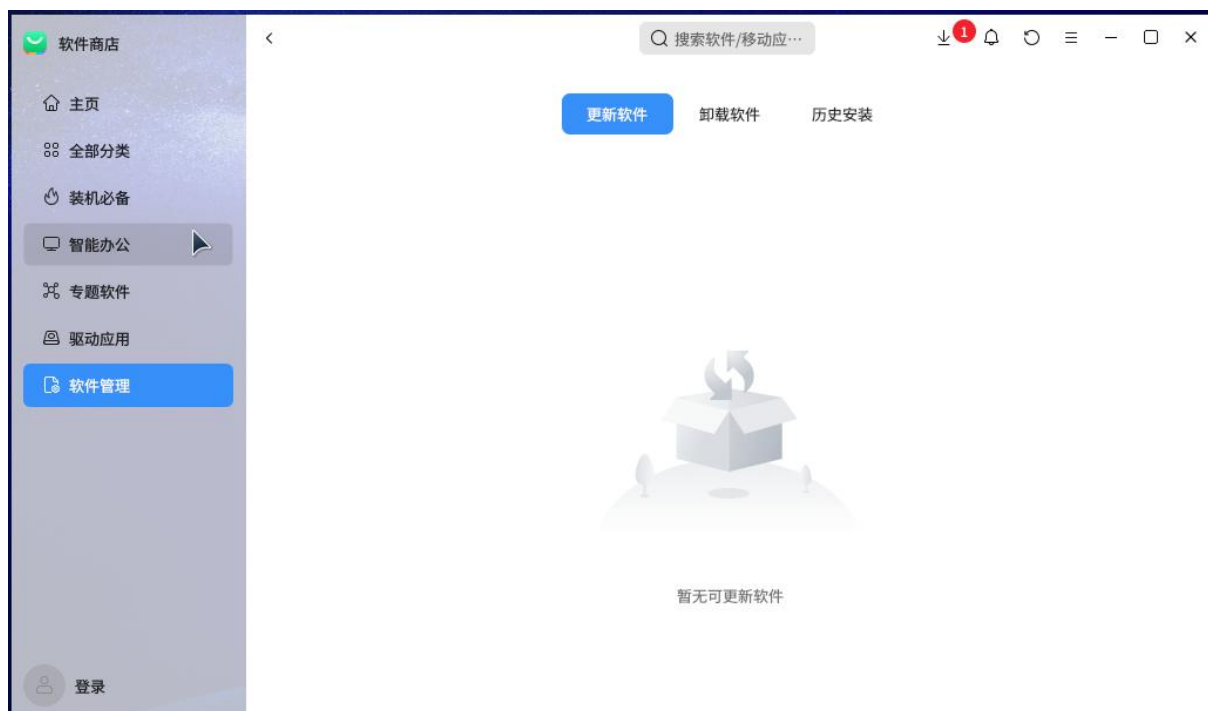 软件商店
搜索软件/移动应…
1
主页
全部分类
装机必备
智能办公
专题软件
驱动应用
软件管理
登录
更新软件 卸载软件 历史安装
暂无可更新软件